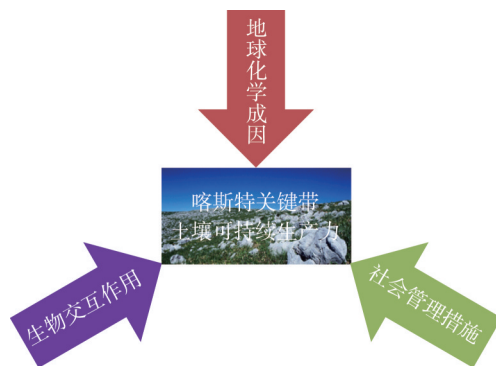 地球化学成因
喀斯特关键带
土壤可持续生产力
生物交互作用
社会管理措施